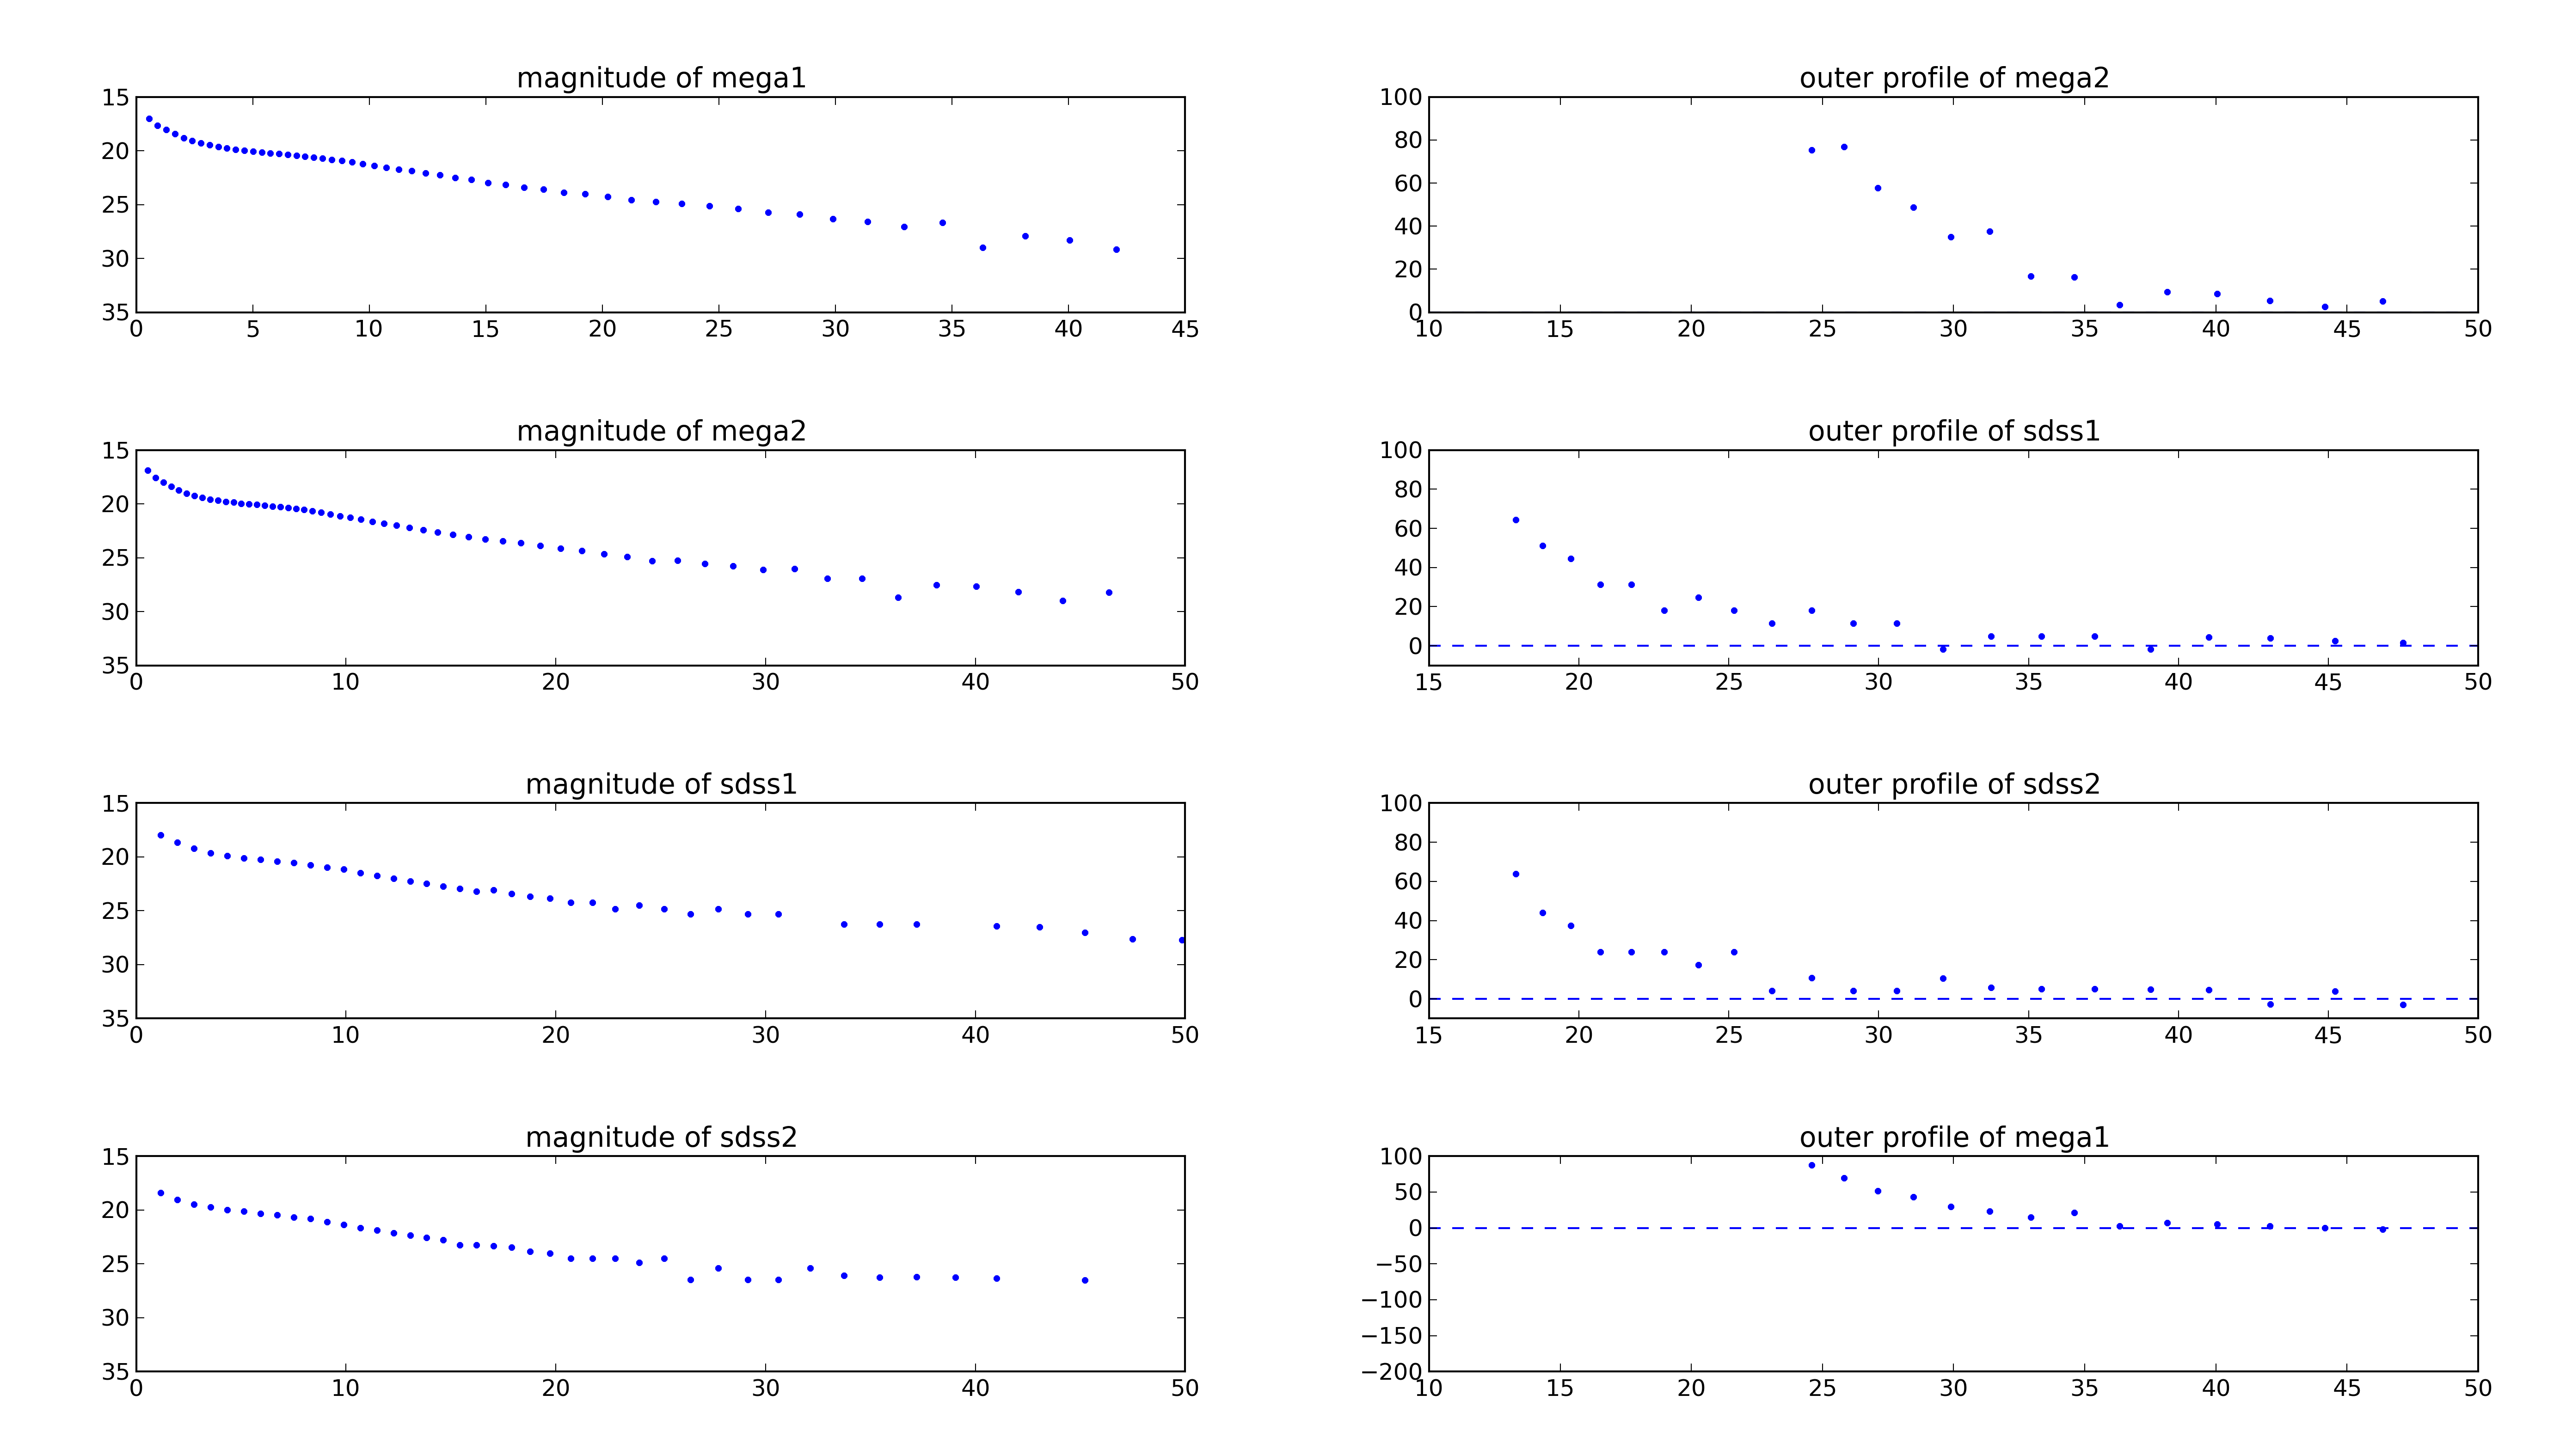 magnitude of mega1
15
20
25
30
35
0 5 10 15 20 25 30 35 40 45
outer profile of mega2
100
80
60
40
20
0
10 15 20 25 30 35 40 45 50
magnitude of mega2
15
20
25
30
35
0 10 20 30 40 50
outer profile of sdss1
100
80
60
40
20
0
15 20 25 30 35 40 45 50
magnitude of sdss1
15
20
25
30
35
0 10 20 30 40 50
outer profile of sdss2
100
80
60
40
20
0
15 20 25 30 35 40 45 50
magnitude of sdss2
15
20
25
30
35
0 10 20 30 40 50
outer profile of mega1
100
50
0
−50
−100
−150
−200
10 15 20 25 30 35 40 45 50